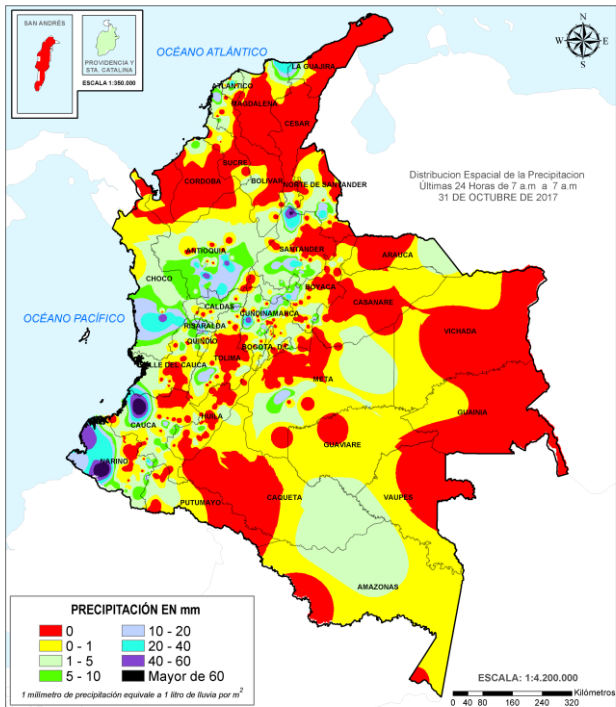 SAN ANDRÉS
PROVIDENCIA Y
STA. CATALINA
ESCALA 1:350.000
OCÉANO ATLÁNTICO
N
W
E
S
LA GUAJIRA
ATLÁNTICO
MAGDALENA
CESAR
SUCRE
CORDOBA
BOLIVAR
NORTE DE SANTANDER
Distribucion Espacial de la Precipitacion
Últimas 24 Horas de 7 a.m a 7 a.m
31 DE OCTUBRE DE 2017
ANTIOQUIA
SANTANDER
ARAUCA
CHOCO
BOYACA
CASANARE
OCÉANO PACÍFICO
CALDAS
CUNDINAMARCA
RISARALDA
VICHADA
QUINDIO
BOGOTA, D.C.
TOLIMA
VALLE DEL CAUCA
META
GUAINIA
CAUCA
HUILA
GUAVIARE
NARIÑO
PUTUMAYO
CAQUETA
VAUPES
AMAZONAS
PRECIPITACIÓN EN mm
0
0 - 1
1 - 5
5 - 10
10 - 20
20 - 40
40 - 60
Mayor de 60
1 milimetro de precipitación equivale a 1 litro de lluvia por m²
ESCALA: 1:4.200.000
Kilómetros
0 40 80 160 240 320